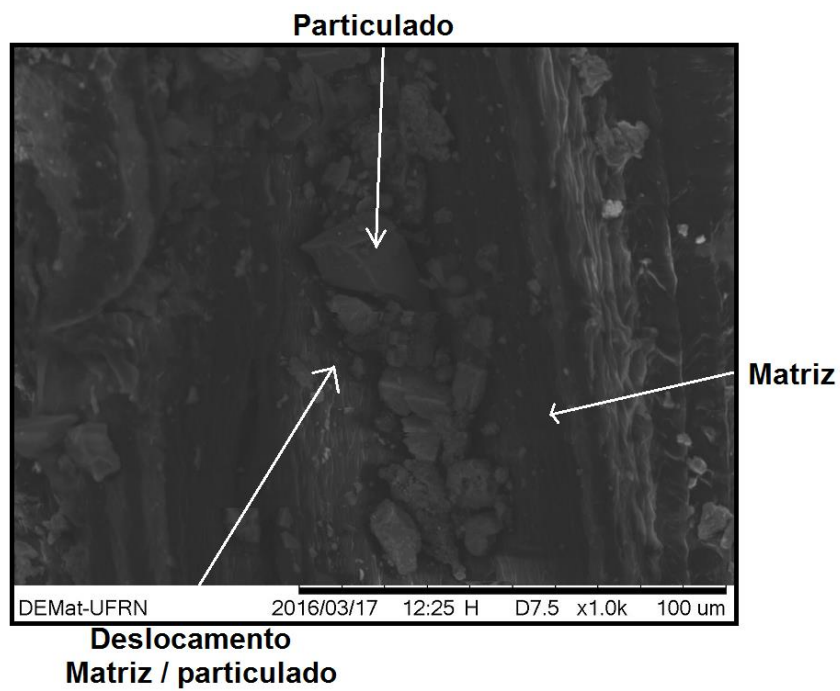 Particulado
Matriz
DEMat-UFRN 2016/03/17 12:25 H D7.5 x1.0k 100 um
Deslocamento
Matriz / particulado